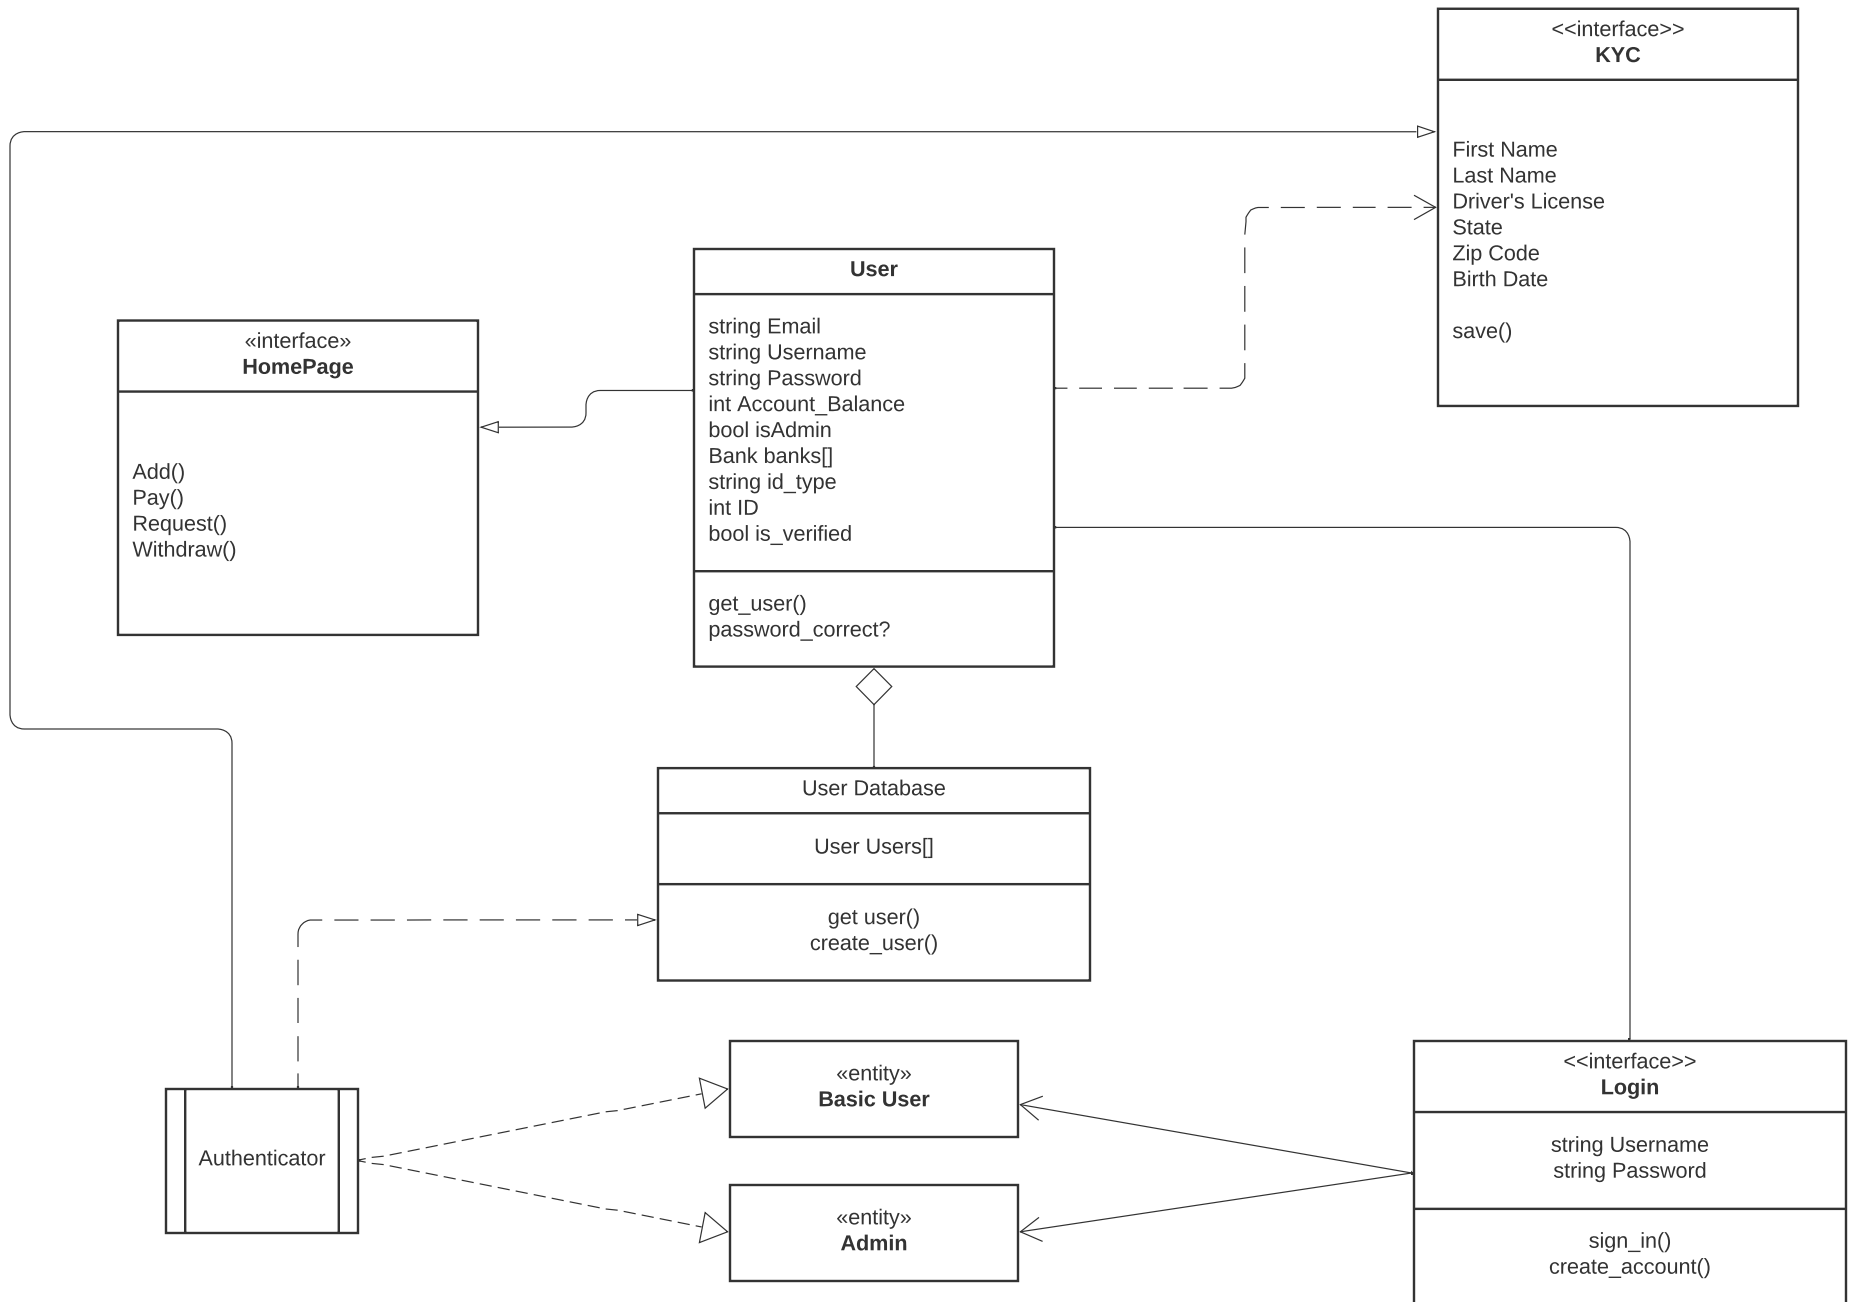 <<interface>>
KYC
First Name
Last Name
Driver's License
State
Zip Code
Birth Date
save()
User
string Email
string Username
string Password
int Account_Balance
bool isAdmin
Bank banks[]
string id_type
int ID
bool is_verified
get_user()
password_correct?
«interface»
HomePage
Add()
Pay()
Request()
Withdraw()
User Database
User Users[]
get user()
create_user()
Authenticator
«entity»
Basic User
«entity»
Admin
<<interface>>
Login
string Username
string Password
sign_in()
create_account()